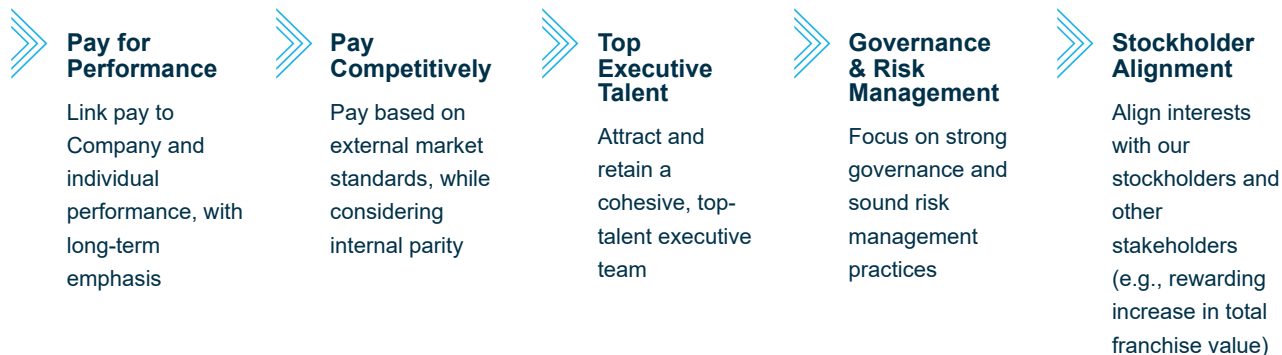 Pay for
Performance
Link pay to
Company and
individual
performance, with
long-term
emphasis
Pay
Competitively
Pay based on
external market
standards, while
considering
internal parity
Top
Executive
Talent
Attract and
retain a
cohesive, top-
talent executive
team
Governance
& Risk
Management
Focus on strong
governance and
sound risk
management
practices
Stockholder
Alignment
Align interests
with our
stockholders and
other
stakeholders
(e.g., rewarding
increase in total
franchise value)